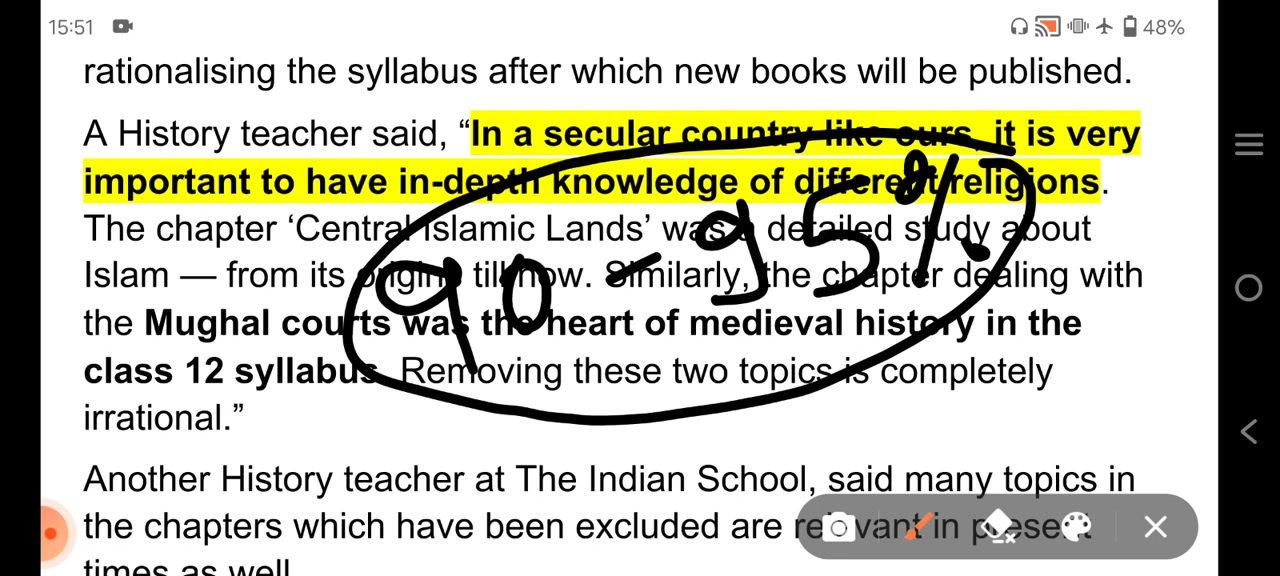 15:51 48%
rationalising the syllabus after which new books will be published.
A History teacher said, “In a secular country like ours, it is very
important to have in-depth knowledge of different religions.
The chapter ‘Central Islamic Lands’ was a detailed study about
Islam — from its origins till now. Similarly, the chapter dealing with
the Mughal courts was the heart of medieval history in the
class 12 syllabus. Removing these two topics is completely
irrational.”
90-95%
Another History teacher at The Indian School, said many topics in
the chapters which have been excluded are relevant in present
times as well